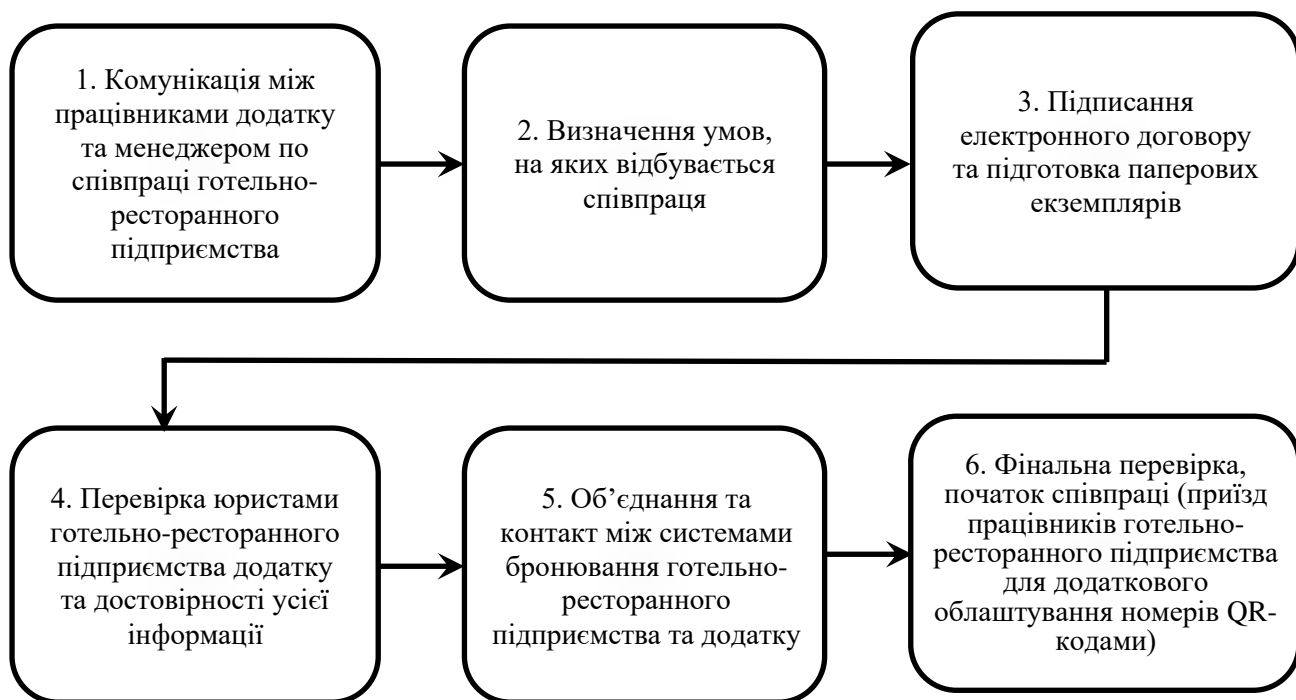 1. Комунікація між
працівниками додатку
та менеджером по
співпраці готельно-
ресторанного
підприємства
2. Визначення умов,
на яких відбувається
співпраця
3. Підписання
електронного договору
та підготовка паперових
екземплярів
4. Перевірка юристами
готельно-ресторанного
підприємства додатку
та достовірності усієї
інформації
5. Об’єднання та
контакт між системами
бронювання готельно-
ресторанного
підприємства та додатку
6. Фінальна перевірка,
початок співпраці (приїзд
працівників готельно-
ресторанного підприємства
для додаткового
облаштування номерів QR-
кодами)